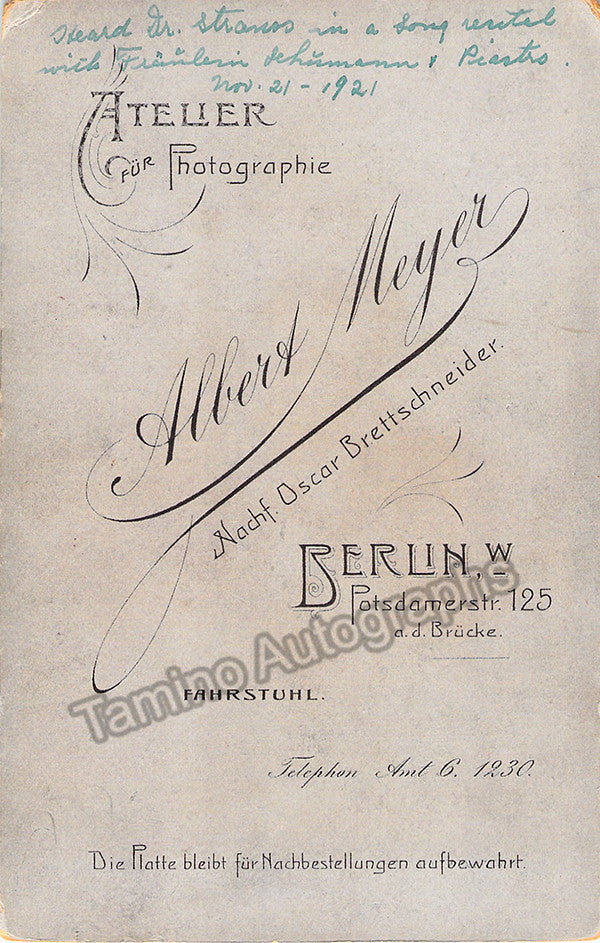 Heard Dr. Strauss in a song recital
with Fräulein Schumann & Piastro.
Nov. 21 - 1921
ATELIER
FÜR Photographie
Albert Meyer
Nachf. Oscar Brettschneider.
BERLIN, W
Potsdamerstr. 125
a.d. Brücke.
Tamino Autographs
FAHRSTUHL.
Telephon Amt 6. 1230.
Die Platte bleibt für Nachbestellungen aufbewahrt.